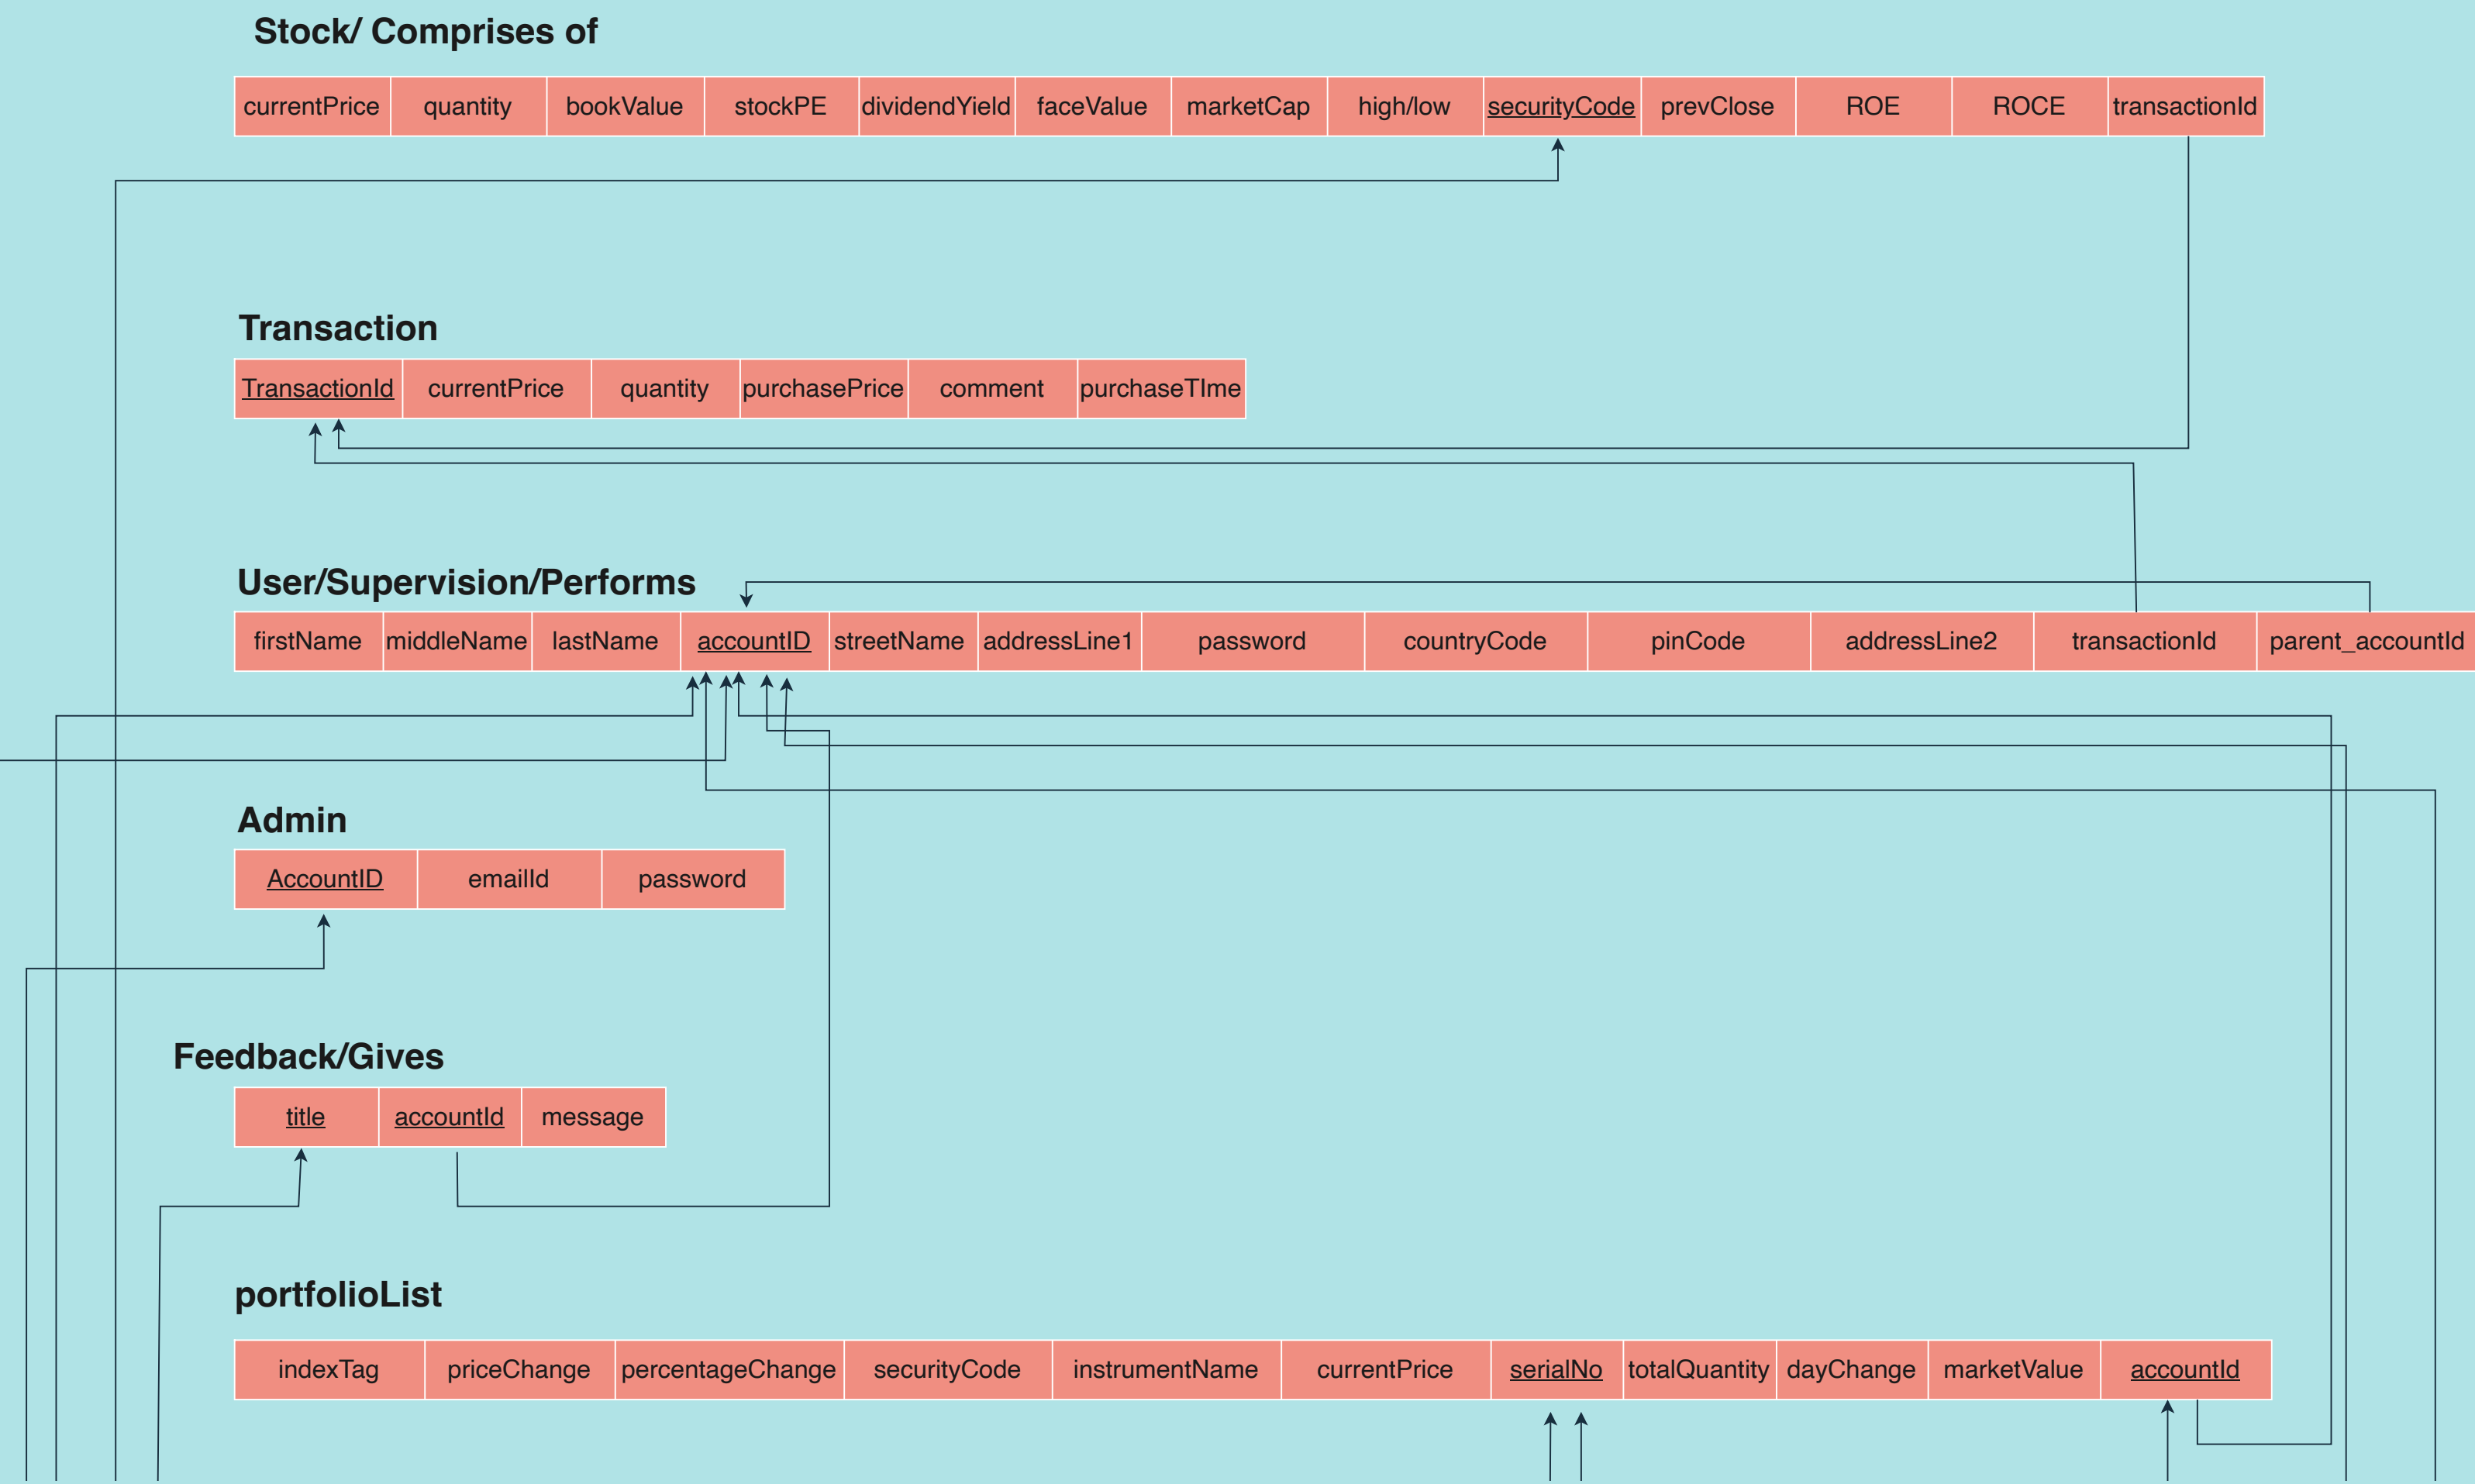 Stock/ Comprises of
currentPrice quantity bookValue stockPE dividendYield faceValue marketCap high/low securityCode prevClose ROE ROCE transactionId
Transaction
TransactionId currentPrice quantity purchasePrice comment purchaseTIme
User/Supervision/Performs
firstName middleName lastName accountID streetName addressLine1 password countryCode pinCode addressLine2 transactionId parent_accountId
Admin
AccountID emailId password
Feedback/Gives
title accountId message
portfolioList
indexTag priceChange percentageChange securityCode instrumentName currentPrice serialNo totalQuantity dayChange marketValue accountId